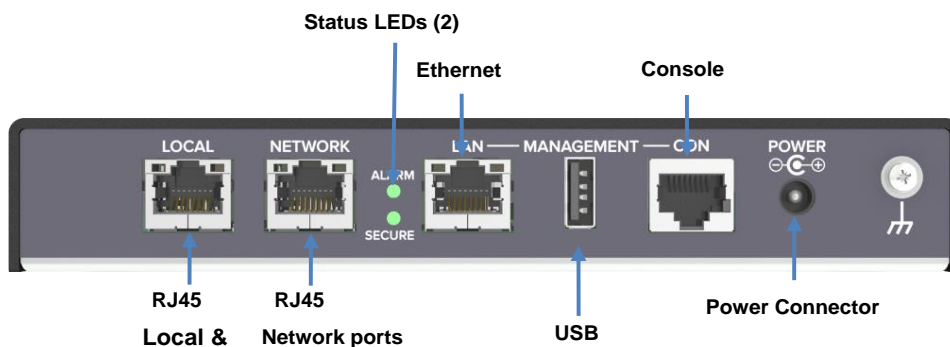 Status LEDs (2)
Ethernet
Console
LOCAL
NETWORK
LAN
MANAGEMENT
CON
POWER
ALARM
SECURE
RJ45
RJ45
Power Connector
Local &
Network ports
USB